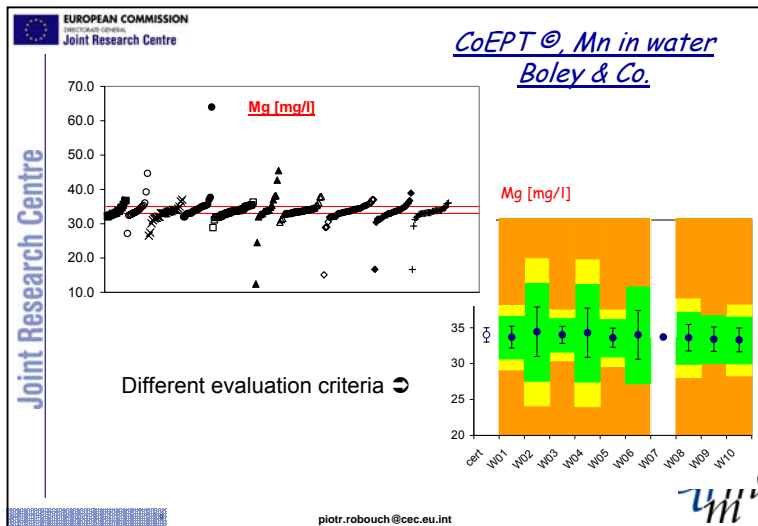 EUROPEAN COMMISSION
DIRECTORATE-GENERAL
Joint Research Centre
CoEPT ©, Mn in water
Boley & Co.
Joint Research Centre
70.0
60.0
50.0
40.0
30.0
20.0
10.0
Mg [mg/l]
Mg [mg/l]
35
33
30
25
20
cert
W01
W02
W03
W04
W05
W06
W07
W08
W09
W10
Different evaluation criteria ➲
piotr.robouch@cec.eu.int